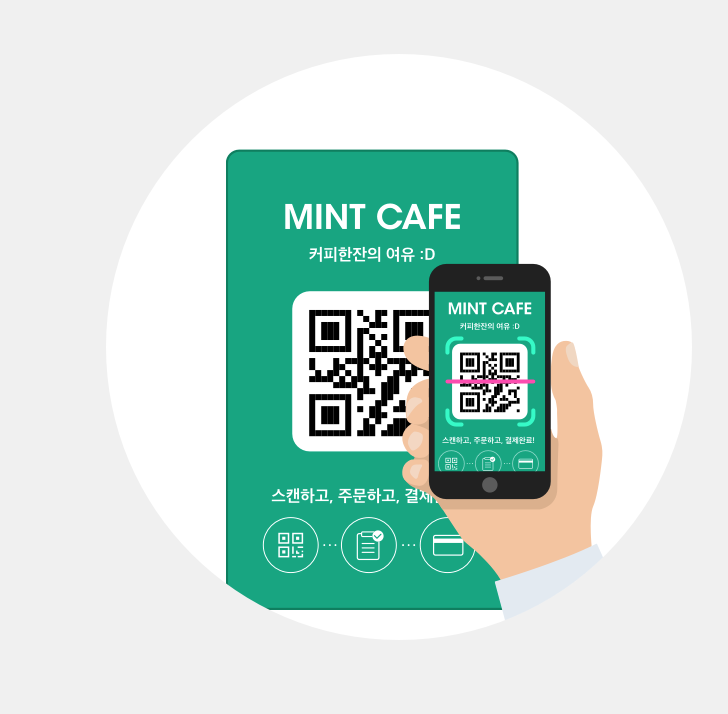 MINT CAFE
커피한잔의 여유 :D
스캔하고, 주문하고, 결제
MINT CAFE
커피한잔의 여유 :D
스캔하고, 주문하고, 결제완료!